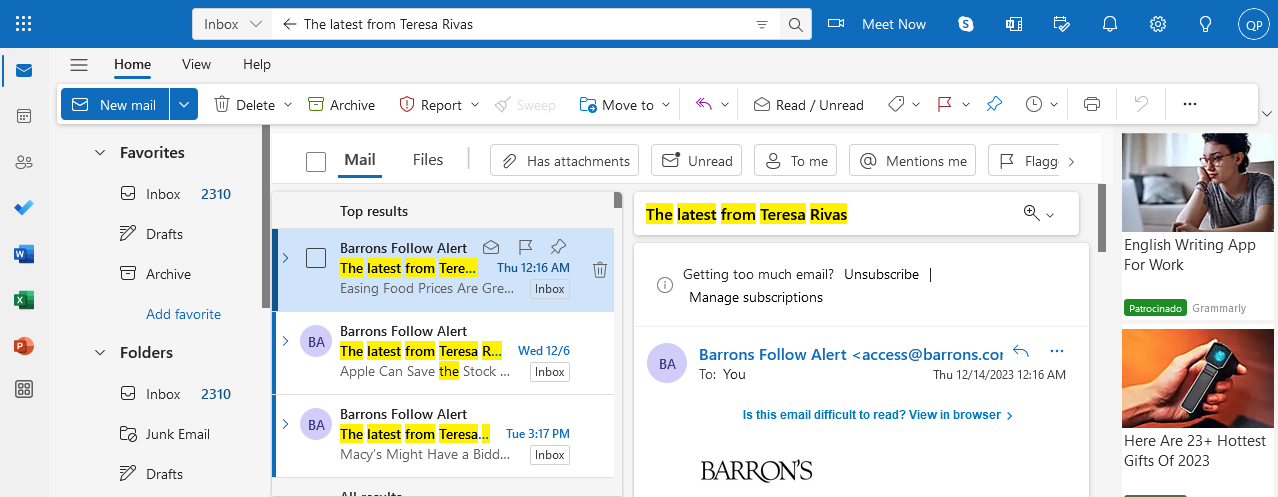 Inbox
The latest from Teresa Rivas
Meet Now
QP
Home
View
Help
New mail
Delete
Archive
Report
Sweep
Move to
Read / Unread
Favorites
Inbox 2310
Drafts
Archive
Add favorite
Folders
Inbox 2310
Junk Email
Drafts
Mail
Files
Has attachments
Unread
To me
Mentions me
Flagge
Top results
Barrons Follow Alert
The latest from Tere... Thu 12:16 AM
Easing Food Prices Are Gre... Inbox
BA
Barrons Follow Alert
The latest from Teresa R... Wed 12/6
Apple Can Save the Stock ... Inbox
BA
Barrons Follow Alert
The latest from Teresa... Tue 3:17 PM
Macy's Might Have a Bidd... Inbox
All results
The latest from Teresa Rivas
Getting too much email? Unsubscribe |
Manage subscriptions
BA
Barrons Follow Alert <access@barrons.cor
To: You
Thu 12/14/2023 12:16 AM
Is this email difficult to read? View in browser >
BARRON'S
English Writing App
For Work
Patrocinado Grammarly
Here Are 23+ Hottest
Gifts Of 2023